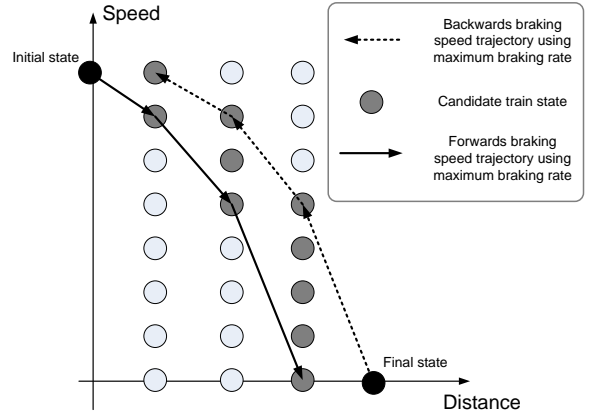 Speed
Initial state
Backwards braking
speed trajectory using
maximum braking rate
Candidate train state
Forwards braking
speed trajectory using
maximum braking rate
Final state
Distance